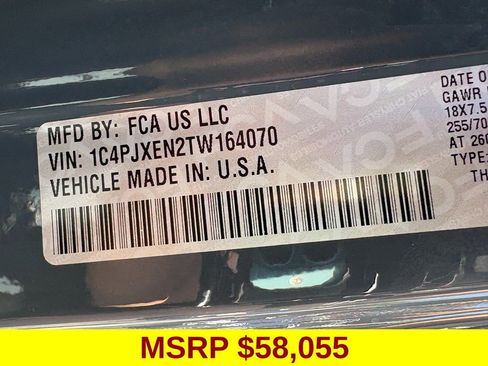 MFD BY: FCA US LLC
VIN: 1C4PJXEN2TW164070
VEHICLE MADE IN: U.S.A.
DATE O
GAWR
18X7.5
255/70
AT 260
TYPE:
TH
MSRP $58,055